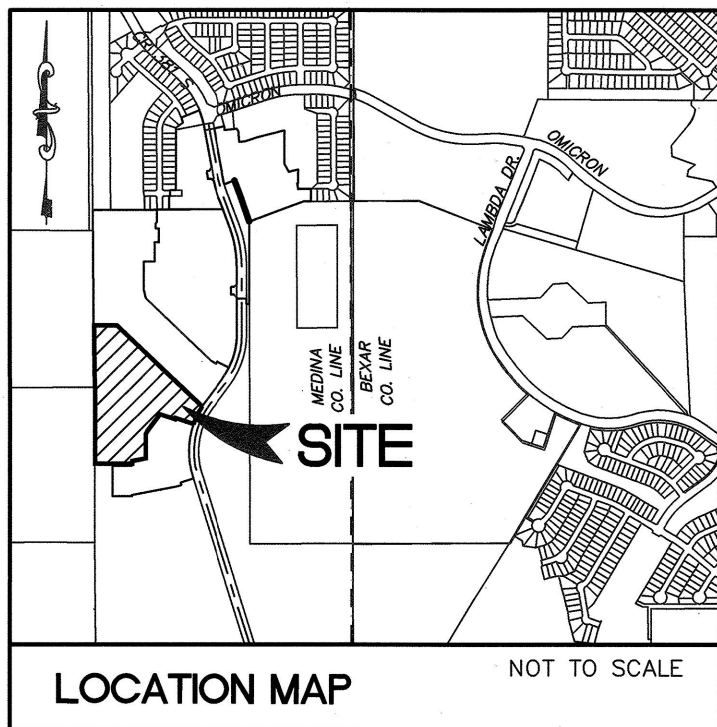 OMICRON
OMICRON
LAMBDA DR.
MEDINA
CO. LINE
BEXAR
CO. LINE
SITE
LOCATION MAP
NOT TO SCALE